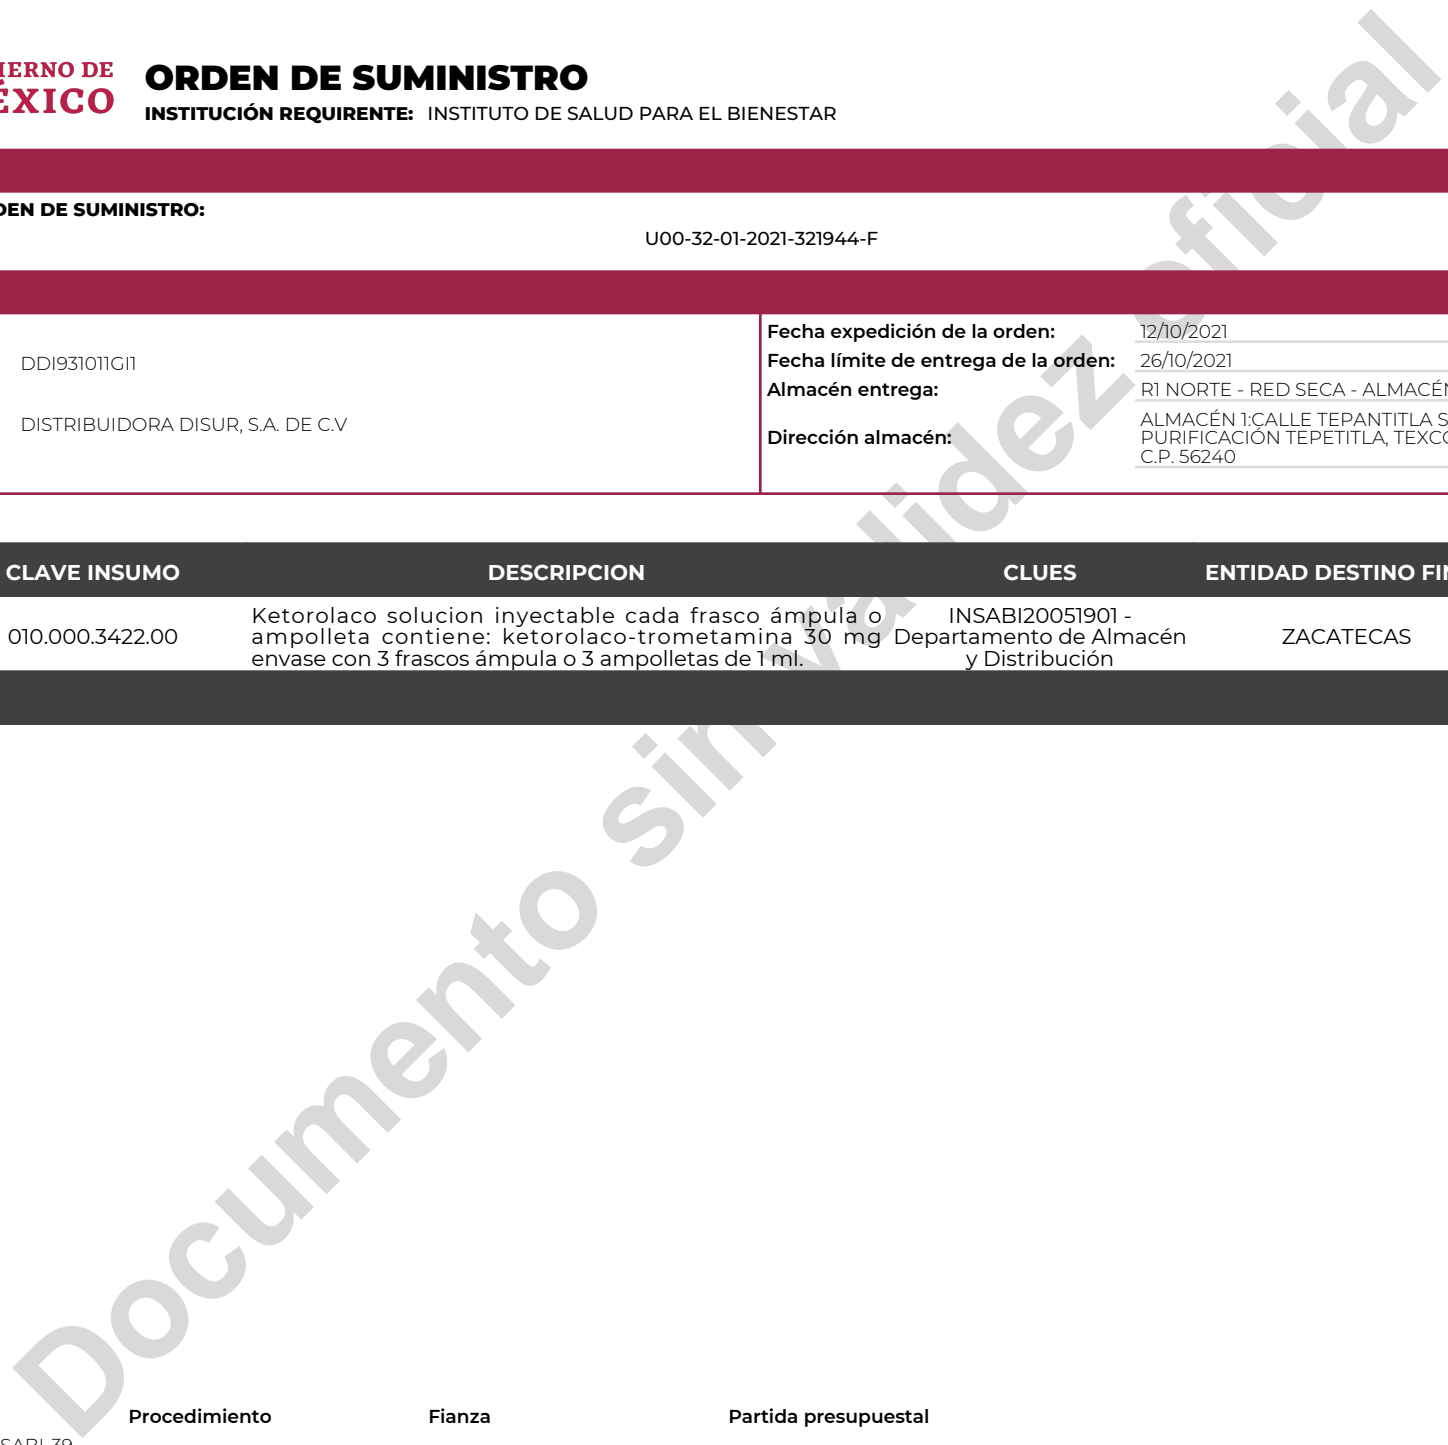 IERNO DE
ÉXICO
ORDEN DE SUMINISTRO
INSTITUCIÓN REQUIRENTE: INSTITUTO DE SALUD PARA EL BIENESTAR
DEN DE SUMINISTRO:
U00-32-01-2021-321944-F
DDI931011GI1
DISTRIBUIDORA DISUR, S.A. DE C.V
Fecha expedición de la orden: 12/10/2021
Fecha límite de entrega de la orden: 26/10/2021
Almacén entrega: R1 NORTE - RED SECA - ALMACÉN
Dirección almacén: ALMACÉN 1:CALLE TEPANTITLA S
PURIFICACIÓN TEPETITLA, TEXCO
C.P. 56240
CLAVE INSUMO DESCRIPCION CLUES ENTIDAD DESTINO FIN
010.000.3422.00
Ketorolaco solucion inyectable cada frasco ámpula o
ampolleta contiene: ketorolaco-trometamina 30 mg
envase con 3 frascos ámpula o 3 ampolletas de 1 ml.
INSABI20051901 -
Departamento de Almacén
y Distribución
ZACATECAS
Documento sin validez oficial
Procedimiento Fianza Partida presupuestal
SABI-39